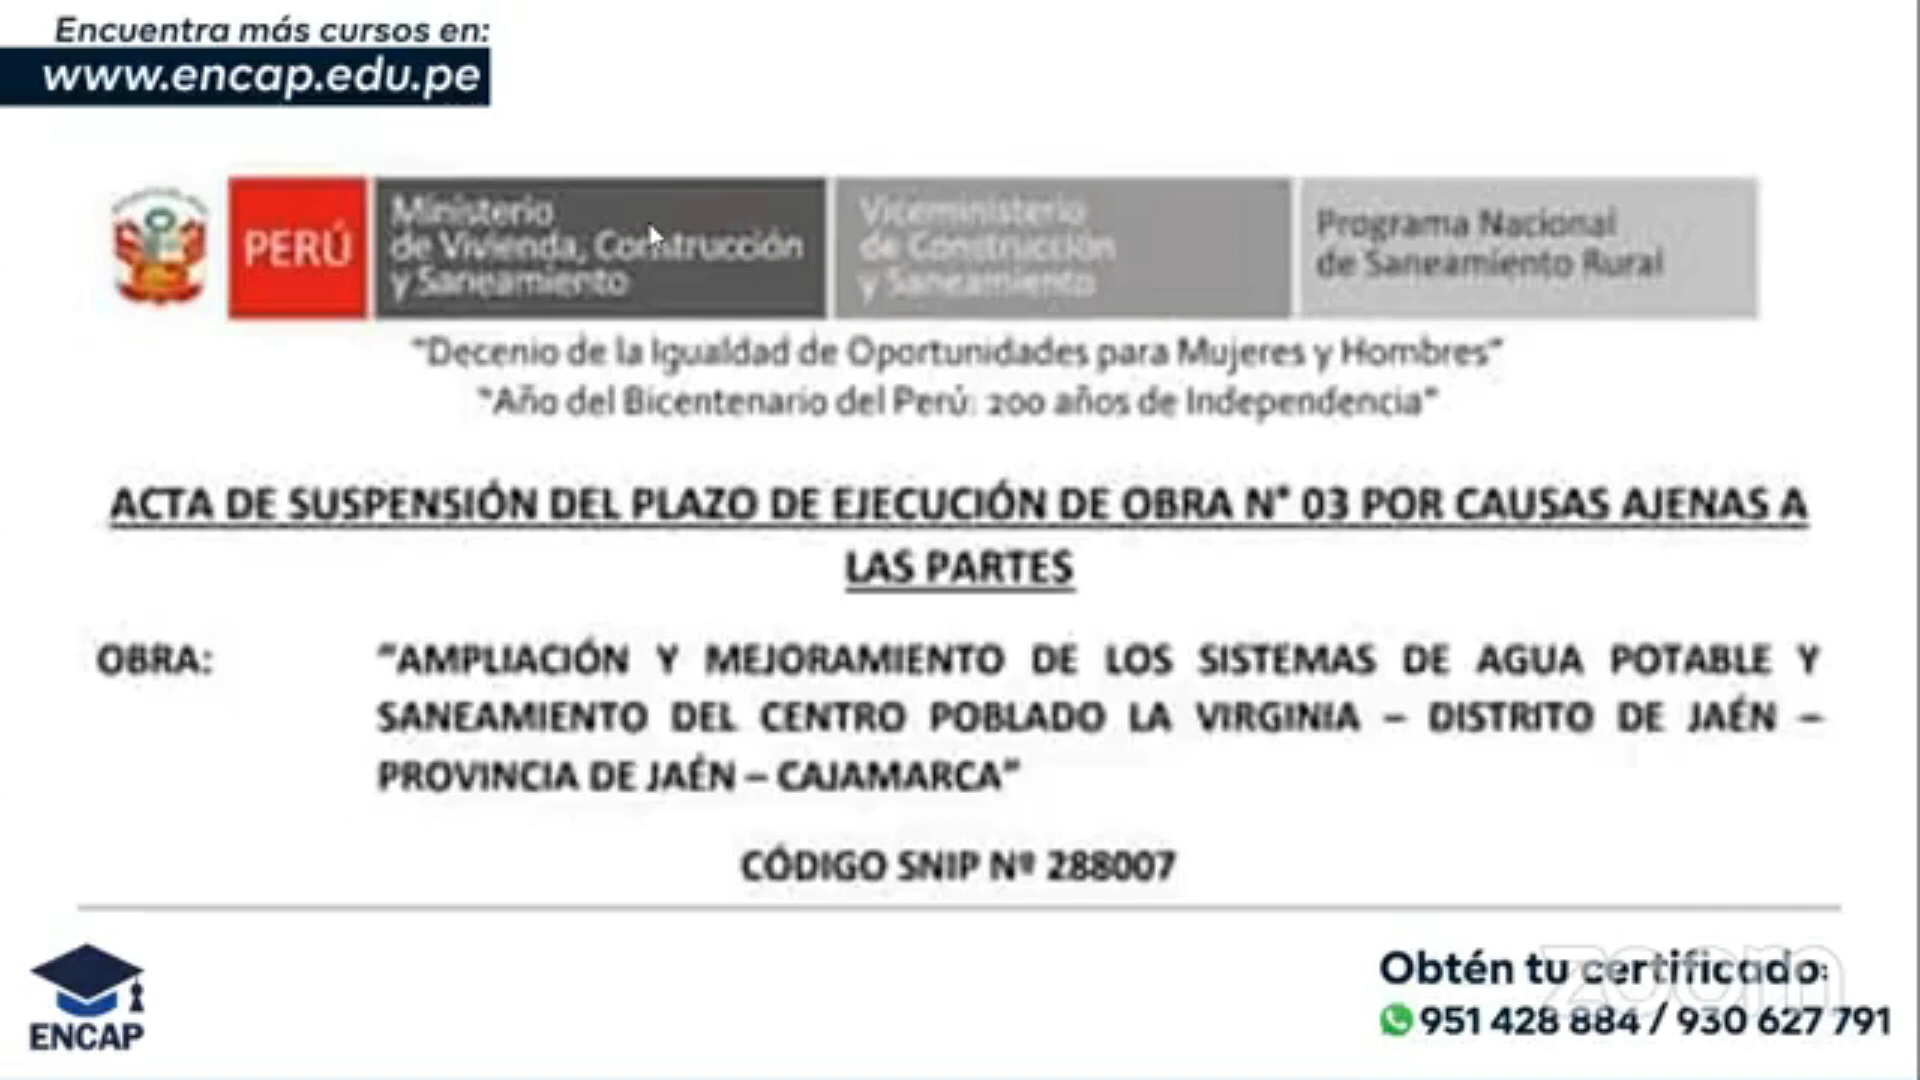 Encuentra más cursos en:
www.encap.edu.pe
PERÚ
Ministerio
de Vivienda, Construcción
y Saneamiento
Viceministerio
de Construcción
y Saneamiento
Programa Nacional
de Saneamiento Rural
"Decenio de la Igualdad de Oportunidades para Mujeres y Hombres"
"Año del Bicentenario del Perú: 200 años de Independencia"
ACTA DE SUSPENSIÓN DEL PLAZO DE EJECUCIÓN DE OBRA N° 03 POR CAUSAS AJENAS A
LAS PARTES
OBRA: "AMPLIACIÓN Y MEJORAMIENTO DE LOS SISTEMAS DE AGUA POTABLE Y
SANEAMIENTO DEL CENTRO POBLADO LA VIRGINIA – DISTRITO DE JAÉN –
PROVINCIA DE JAÉN – CAJAMARCA"
CÓDIGO SNIP Nº 288007
ENCAP
Obtén tu certificado:
zoom
951 428 884 / 930 627 791